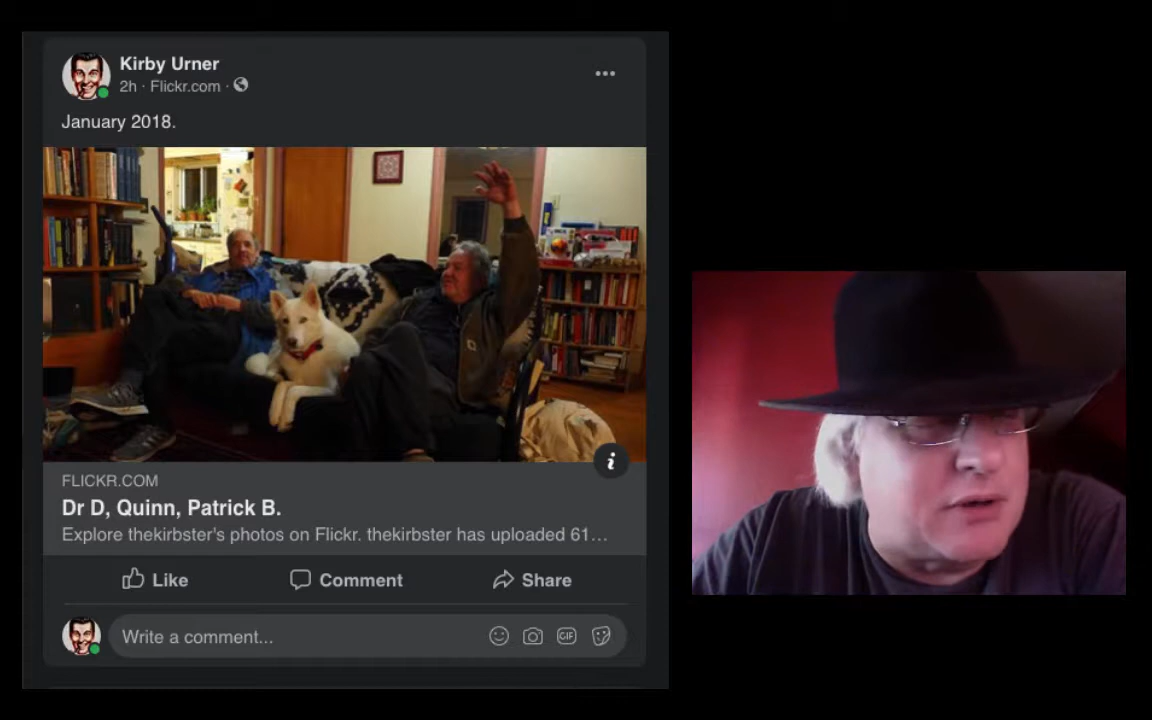 Kirby Urner
2h · Flickr.com ·
January 2018.
FLICKR.COM
Dr D, Quinn, Patrick B.
Explore thekirbster's photos on Flickr. thekirbster has uploaded 61...
Like Comment Share
Write a comment... GIF